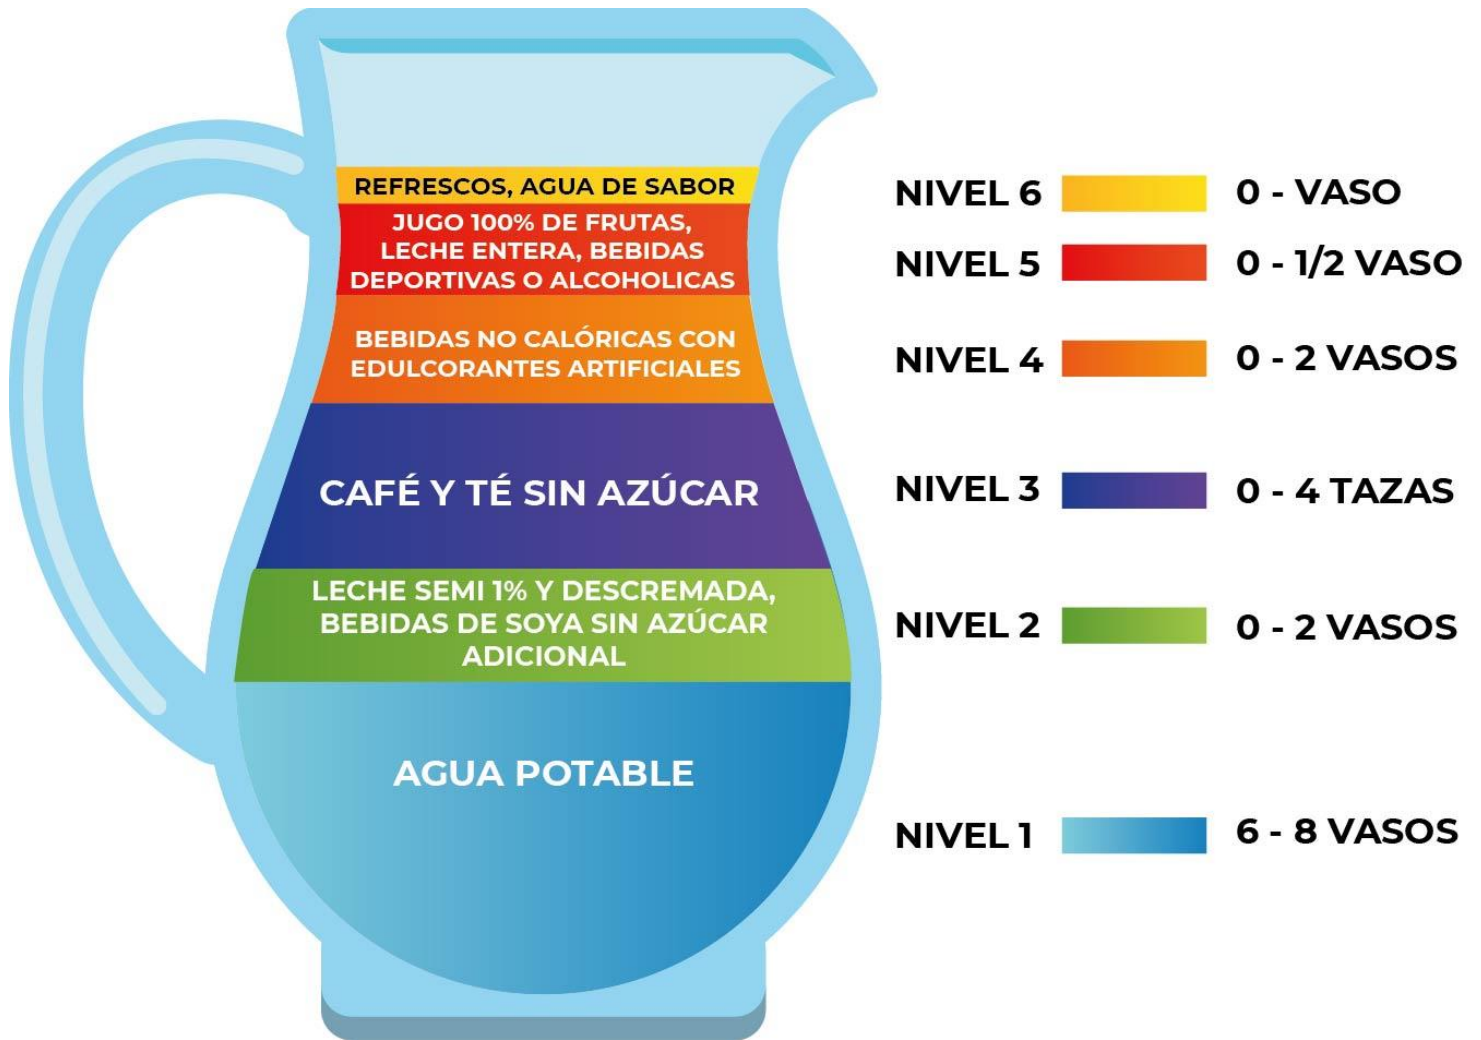 REFRESCOS, AGUA DE SABOR
JUGO 100% DE FRUTAS,
LECHE ENTERA, BEBIDAS
DEPORTIVAS O ALCOHOLICAS
BEBIDAS NO CALÓRICAS CON
EDULCORANTES ARTIFICIALES
CAFÉ Y TÉ SIN AZÚCAR
LECHE SEMI 1% Y DESCREMADA,
BEBIDAS DE SOYA SIN AZÚCAR
ADICIONAL
AGUA POTABLE
NIVEL 6 0 - VASO
NIVEL 5 0 - 1/2 VASO
NIVEL 4 0 - 2 VASOS
NIVEL 3 0 - 4 TAZAS
NIVEL 2 0 - 2 VASOS
NIVEL 1 6 - 8 VASOS